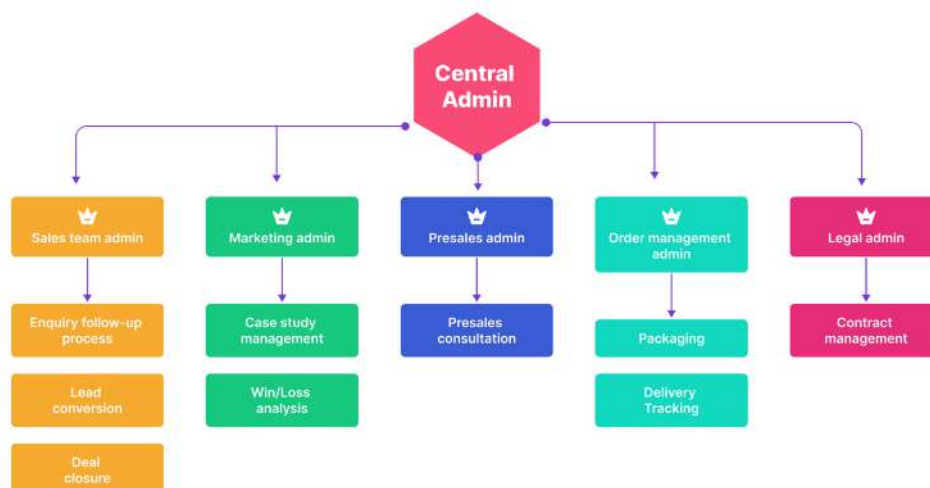 Central
Admin
Sales team admin
Marketing admin
Presales admin
Order management
admin
Legal admin
Enquiry follow-up
process
Lead
conversion
Deal
closure
Case study
management
Win/Loss
analysis
Presales
consultation
Packaging
Delivery
Tracking
Contract
management